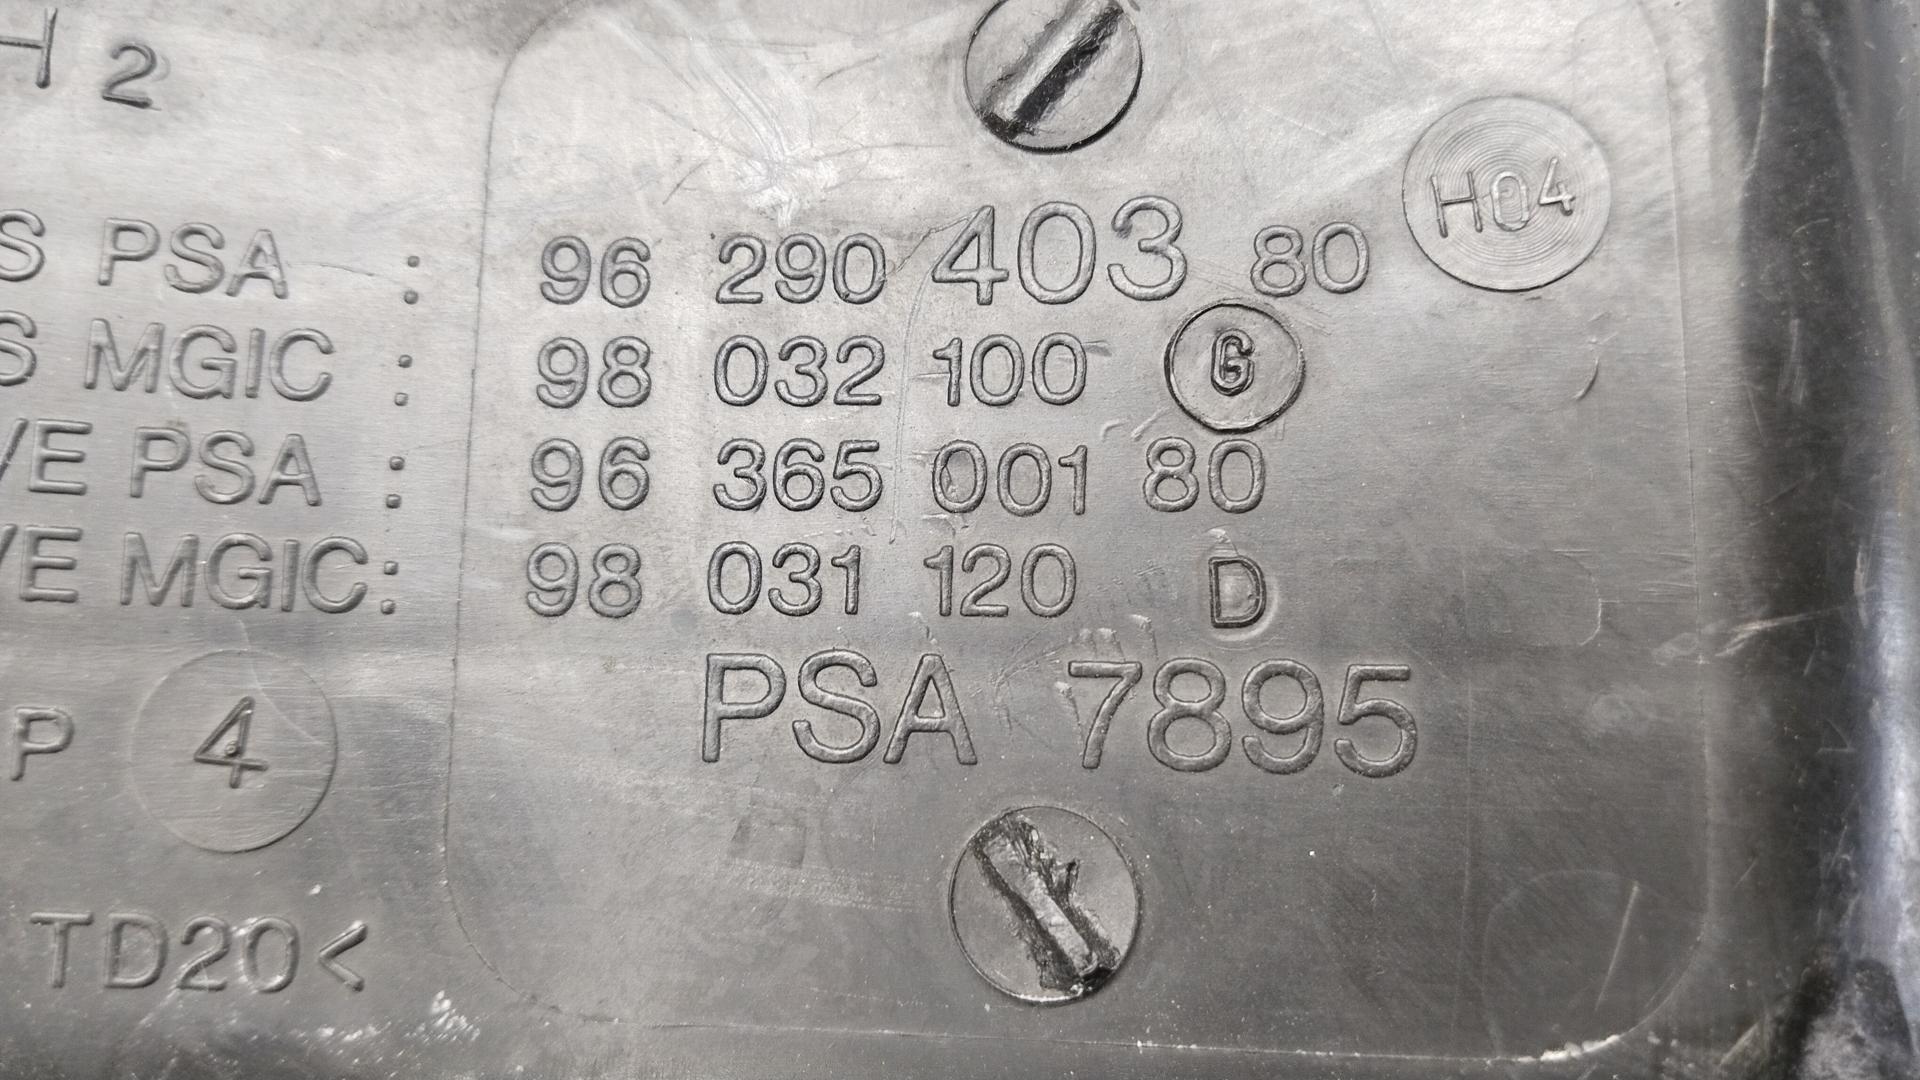 H 2
H04
S PSA : 96 290 403 80
S MGIC : 98 032 100 G
VE PSA : 96 365 001 80
VE MGIC: 98 031 120 D
PSA 7895
P 4
TD20<